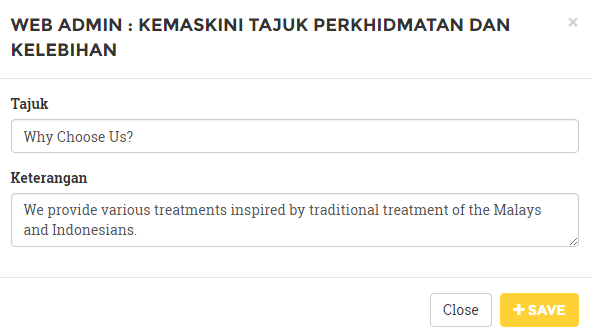 WEB ADMIN : KEMASKINI TAJUK PERKHIDMATAN DAN
KELEBIHAN
×
Tajuk
Why Choose Us?
Keterangan
We provide various treatments inspired by traditional treatment of the Malays
and Indonesians.
Close
+ SAVE